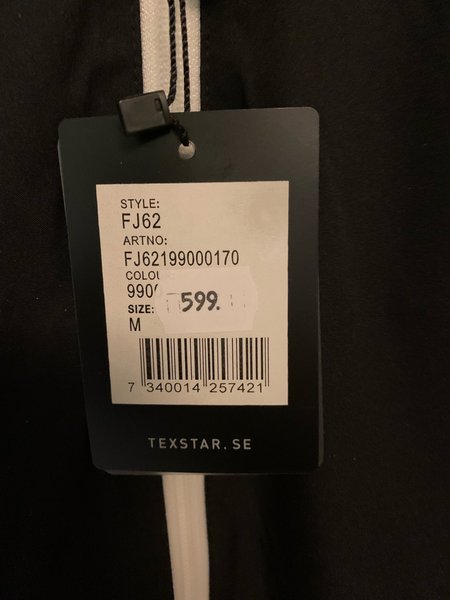 STYLE:
FJ62
ARTNO:
FJ62199000170
599.
SIZE:
M
7 340014 257421
TEXSTAR.SE